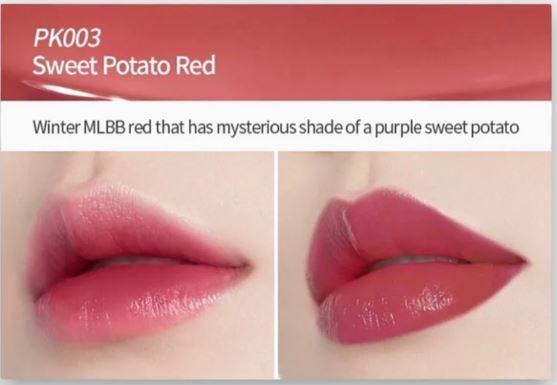 PK003
Sweet Potato Red
Winter MLBB red that has mysterious shade of a purple sweet potato